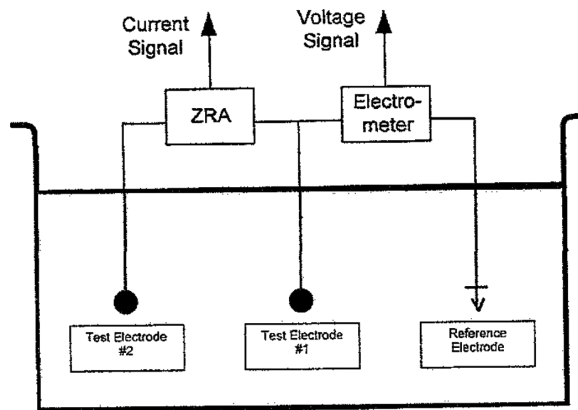 Current
Signal
Voltage
Signal
ZRA
Electro-
meter
Test Electrode
#2
Test Electrode
#1
Reference
Electrode